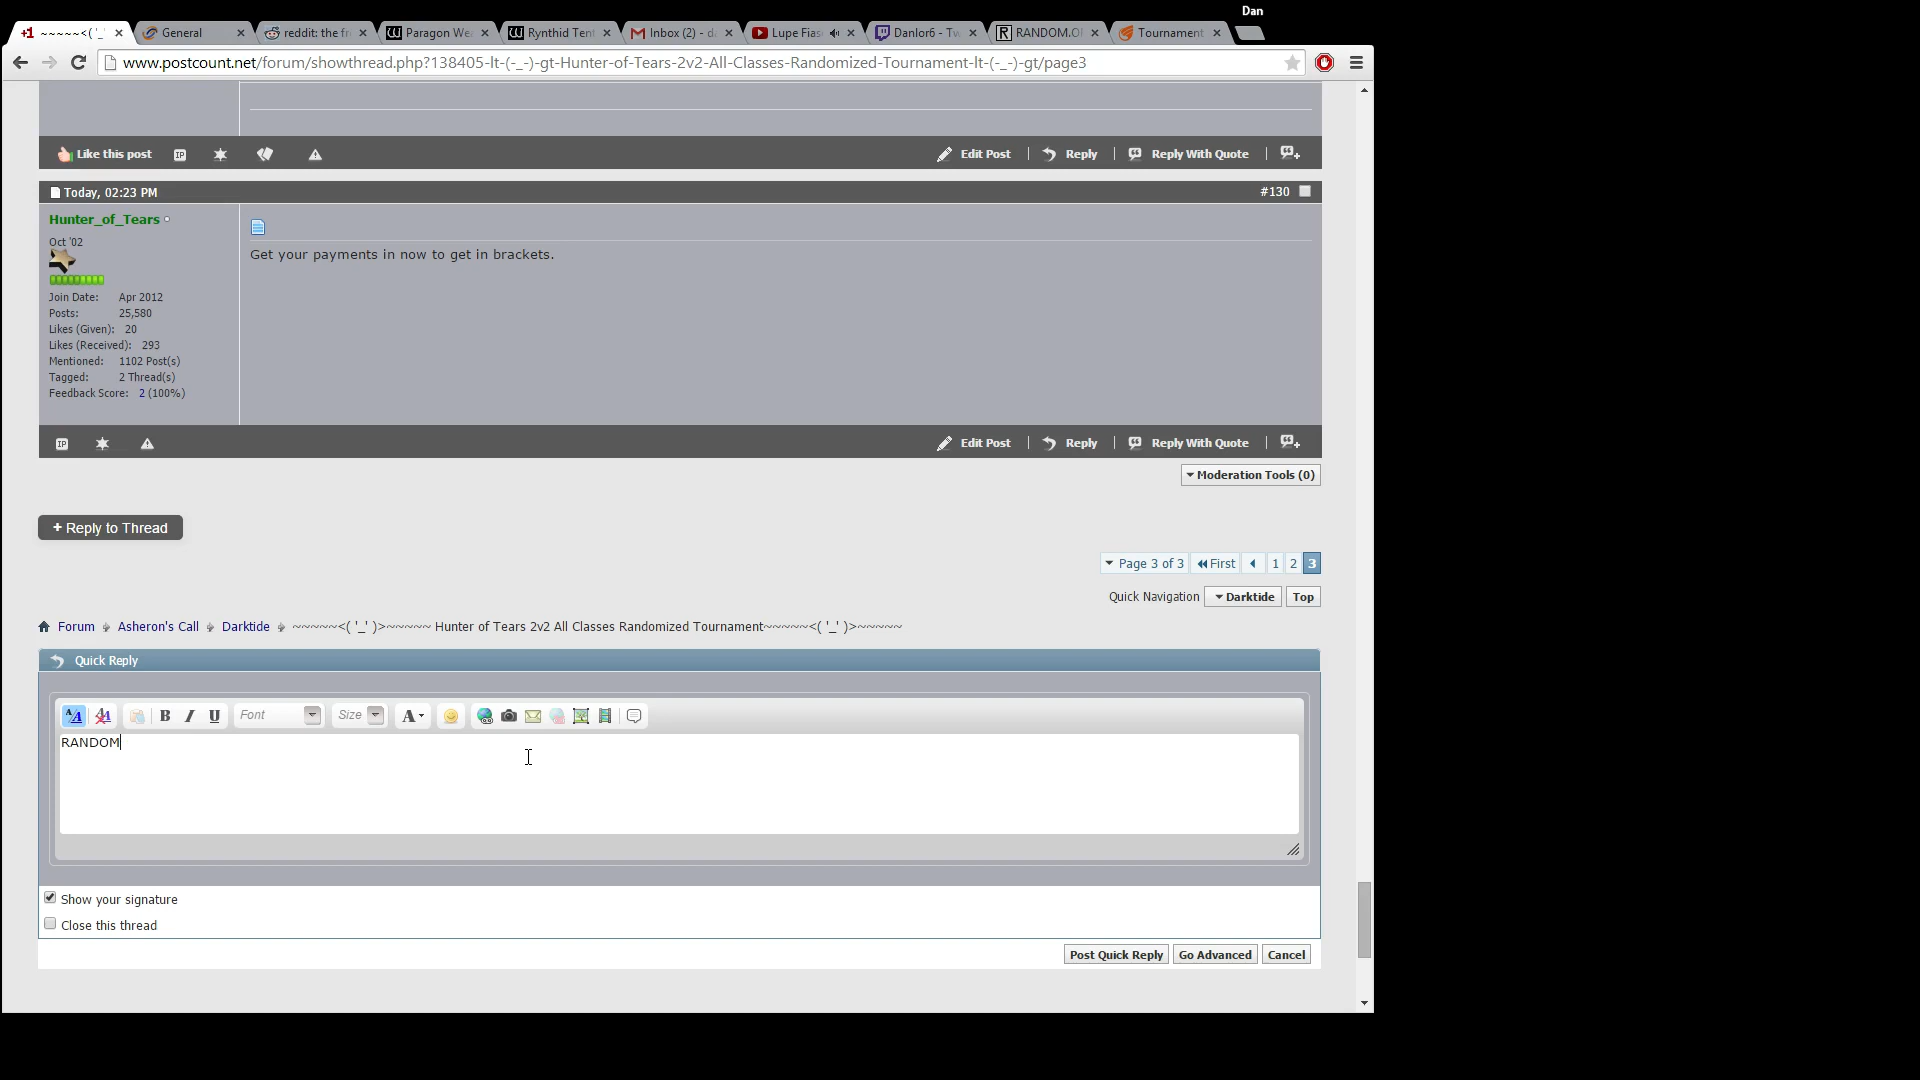 Dan
+1 ~~~~~<( '_'
General
reddit: the fr
Paragon We
Rynthid Ten
Inbox (2) - d
Lupe Fias
Danlor6 - Tw
RANDOM.O
Tournament
www.postcount.net/forum/showthread.php?138405-lt-(-_-)-gt-Hunter-of-Tears-2v2-All-Classes-Randomized-Tournament-lt-(-_-)-gt/page3
Like this post
IP
Edit Post
Reply
Reply With Quote
Today, 02:23 PM
#130
Hunter_of_Tears
Oct '02
Join Date: Apr 2012
Posts: 25,580
Likes (Given): 20
Likes (Received): 293
Mentioned: 1102 Post(s)
Tagged: 2 Thread(s)
Feedback Score: 2 (100%)
Get your payments in now to get in brackets.
IP
Edit Post
Reply
Reply With Quote
Moderation Tools (0)
+ Reply to Thread
Page 3 of 3
First
1
2
3
Quick Navigation
Darktide
Top
Forum
Asheron's Call
Darktide
~~~~~<( '_' )>~~~~~ Hunter of Tears 2v2 All Classes Randomized Tournament~~~~~<( '_' )>~~~~~
Quick Reply
B I U Font Size A
RANDOM
Show your signature
Close this thread
Post Quick Reply
Go Advanced
Cancel